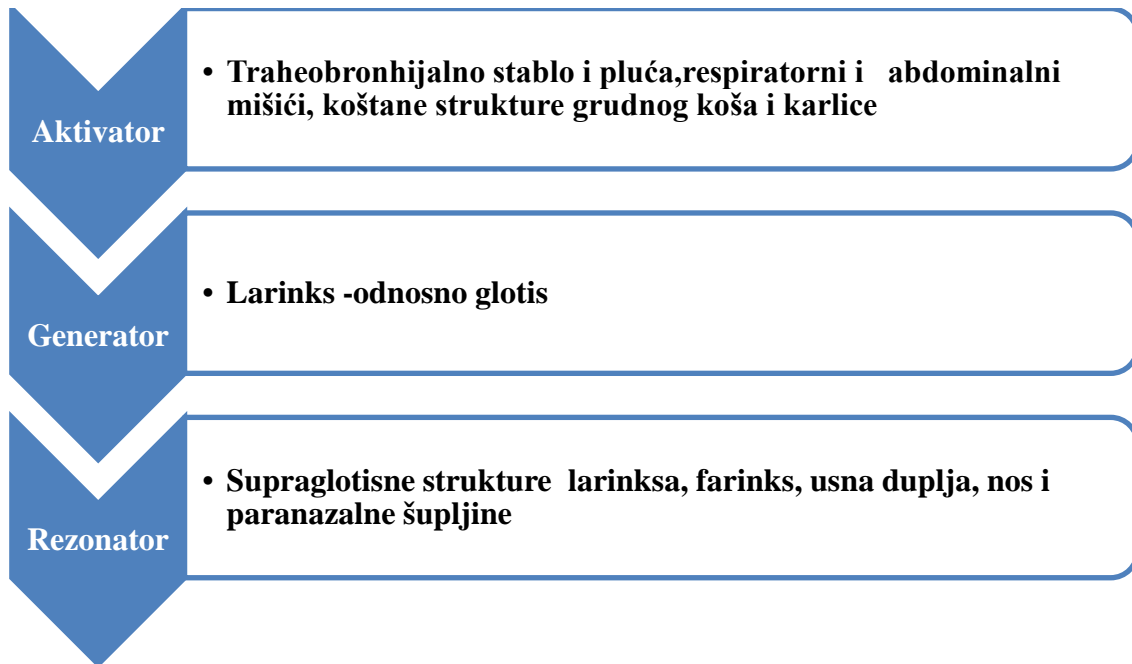 Aktivator
• Traheobronhijalno stablo i pluća,respiratorni i abdominalni
mišići, koštane strukture grudnog koša i karlice
Generator
• Larinks -odnosno glotis
Rezonator
• Supraglotisne strukture larinksa, farinks, usna duplja, nos i
paranazalne šupljine